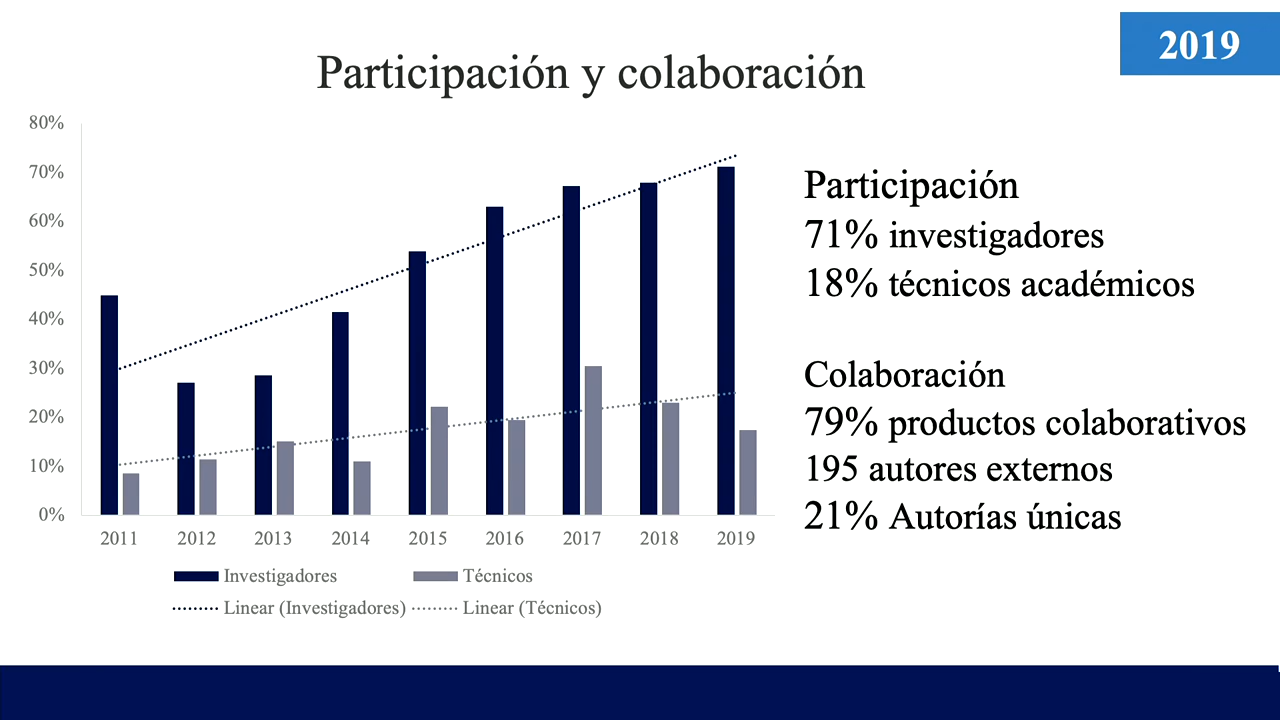 2019
Participación y colaboración
80%
70%
60%
50%
40%
30%
20%
10%
0%
2011 2012 2013 2014 2015 2016 2017 2018 2019
Investigadores Técnicos
Linear (Investigadores) Linear (Técnicos)
Participación
71% investigadores
18% técnicos académicos
Colaboración
79% productos colaborativos
195 autores externos
21% Autorías únicas